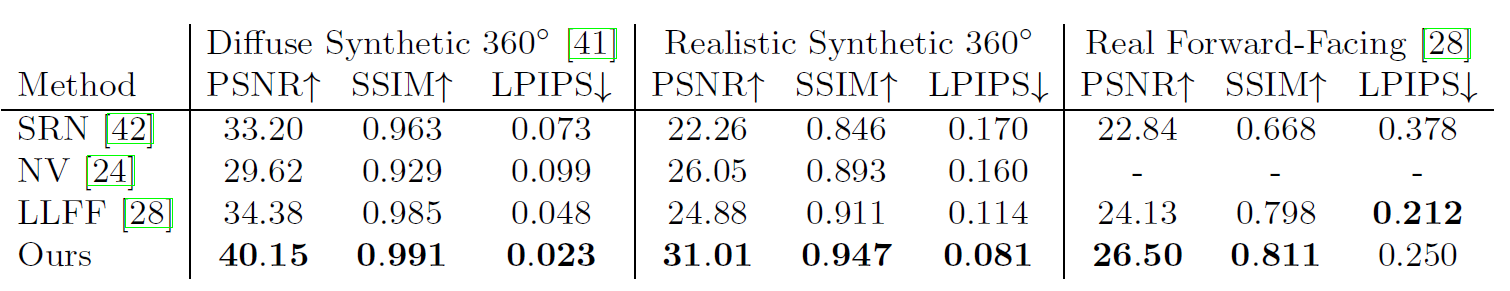 Diffuse Synthetic 360° [41] Realistic Synthetic 360° Real Forward-Facing [28]
Method PSNR↑ SSIM↑ LPIPS↓ PSNR↑ SSIM↑ LPIPS↓ PSNR↑ SSIM↑ LPIPS↓
SRN [42] 33.20 0.963 0.073 22.26 0.846 0.170 22.84 0.668 0.378
NV [24] 29.62 0.929 0.099 26.05 0.893 0.160 - - -
LLFF [28] 34.38 0.985 0.048 24.88 0.911 0.114 24.13 0.798 0.212
Ours 40.15 0.991 0.023 31.01 0.947 0.081 26.50 0.811 0.250